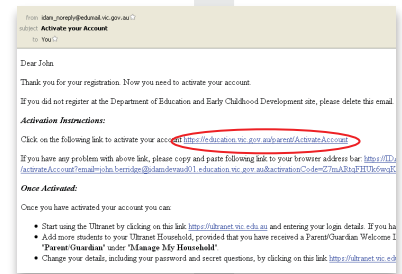 from idam_noreply@edumail.vic.gov.au
subject Activate your Account
to You
Dear John
Thank you for your registration. Now you need to activate your account.
If you did not register at the Department of Education and Early Childhood Development site, please delete this email.
Activation Instructions:
Click on the following link to activate your account https://education.vic.gov.au/parent/ActivateAccount
If you have any problem with above link, please copy and paste following link to your browser address bar: https://ID
/activateAccount?email=john.berridge@idamdevaud01.education.vic.gov.au&activationCode=
Once Activated:
Once you have activated your account you can:
• Start using the Ultranet by clicking on this link https://ultranet.vic.edu.au and entering your login details. If you ha
• Add more students to your Ultranet Household, provided that you have received a Parent/Guardian Welcome
"Parent/Guardian" under "Manage My Household".
• Change your details, including your password and secret questions, by clicking on this link https://ultranet.vic.ed